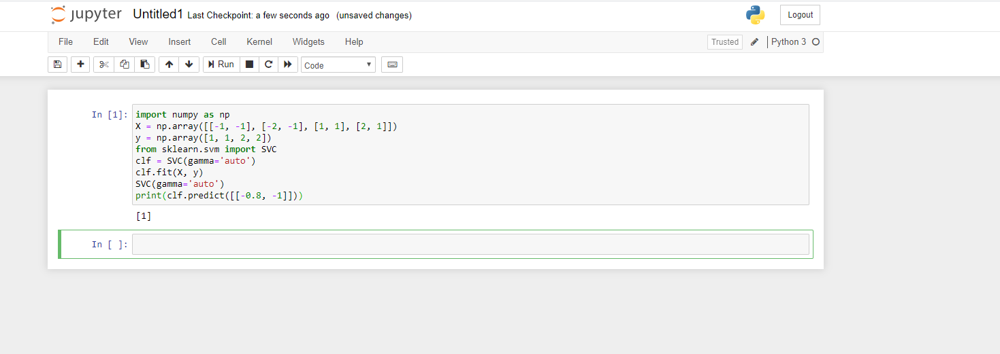 jupyter Untitled1 Last Checkpoint: a few seconds ago (unsaved changes) Logout
File Edit View Insert Cell Kernel Widgets Help Trusted Python 3
Run Code
In [1]: import numpy as np
X = np.array([[-1, -1], [-2, -1], [1, 1], [2, 1]])
y = np.array([1, 1, 2, 2])
from sklearn.svm import SVC
clf = SVC(gamma='auto')
clf.fit(X, y)
SVC(gamma='auto')
print(clf.predict([[-0.8, -1]]))
[1]
In [ ]: